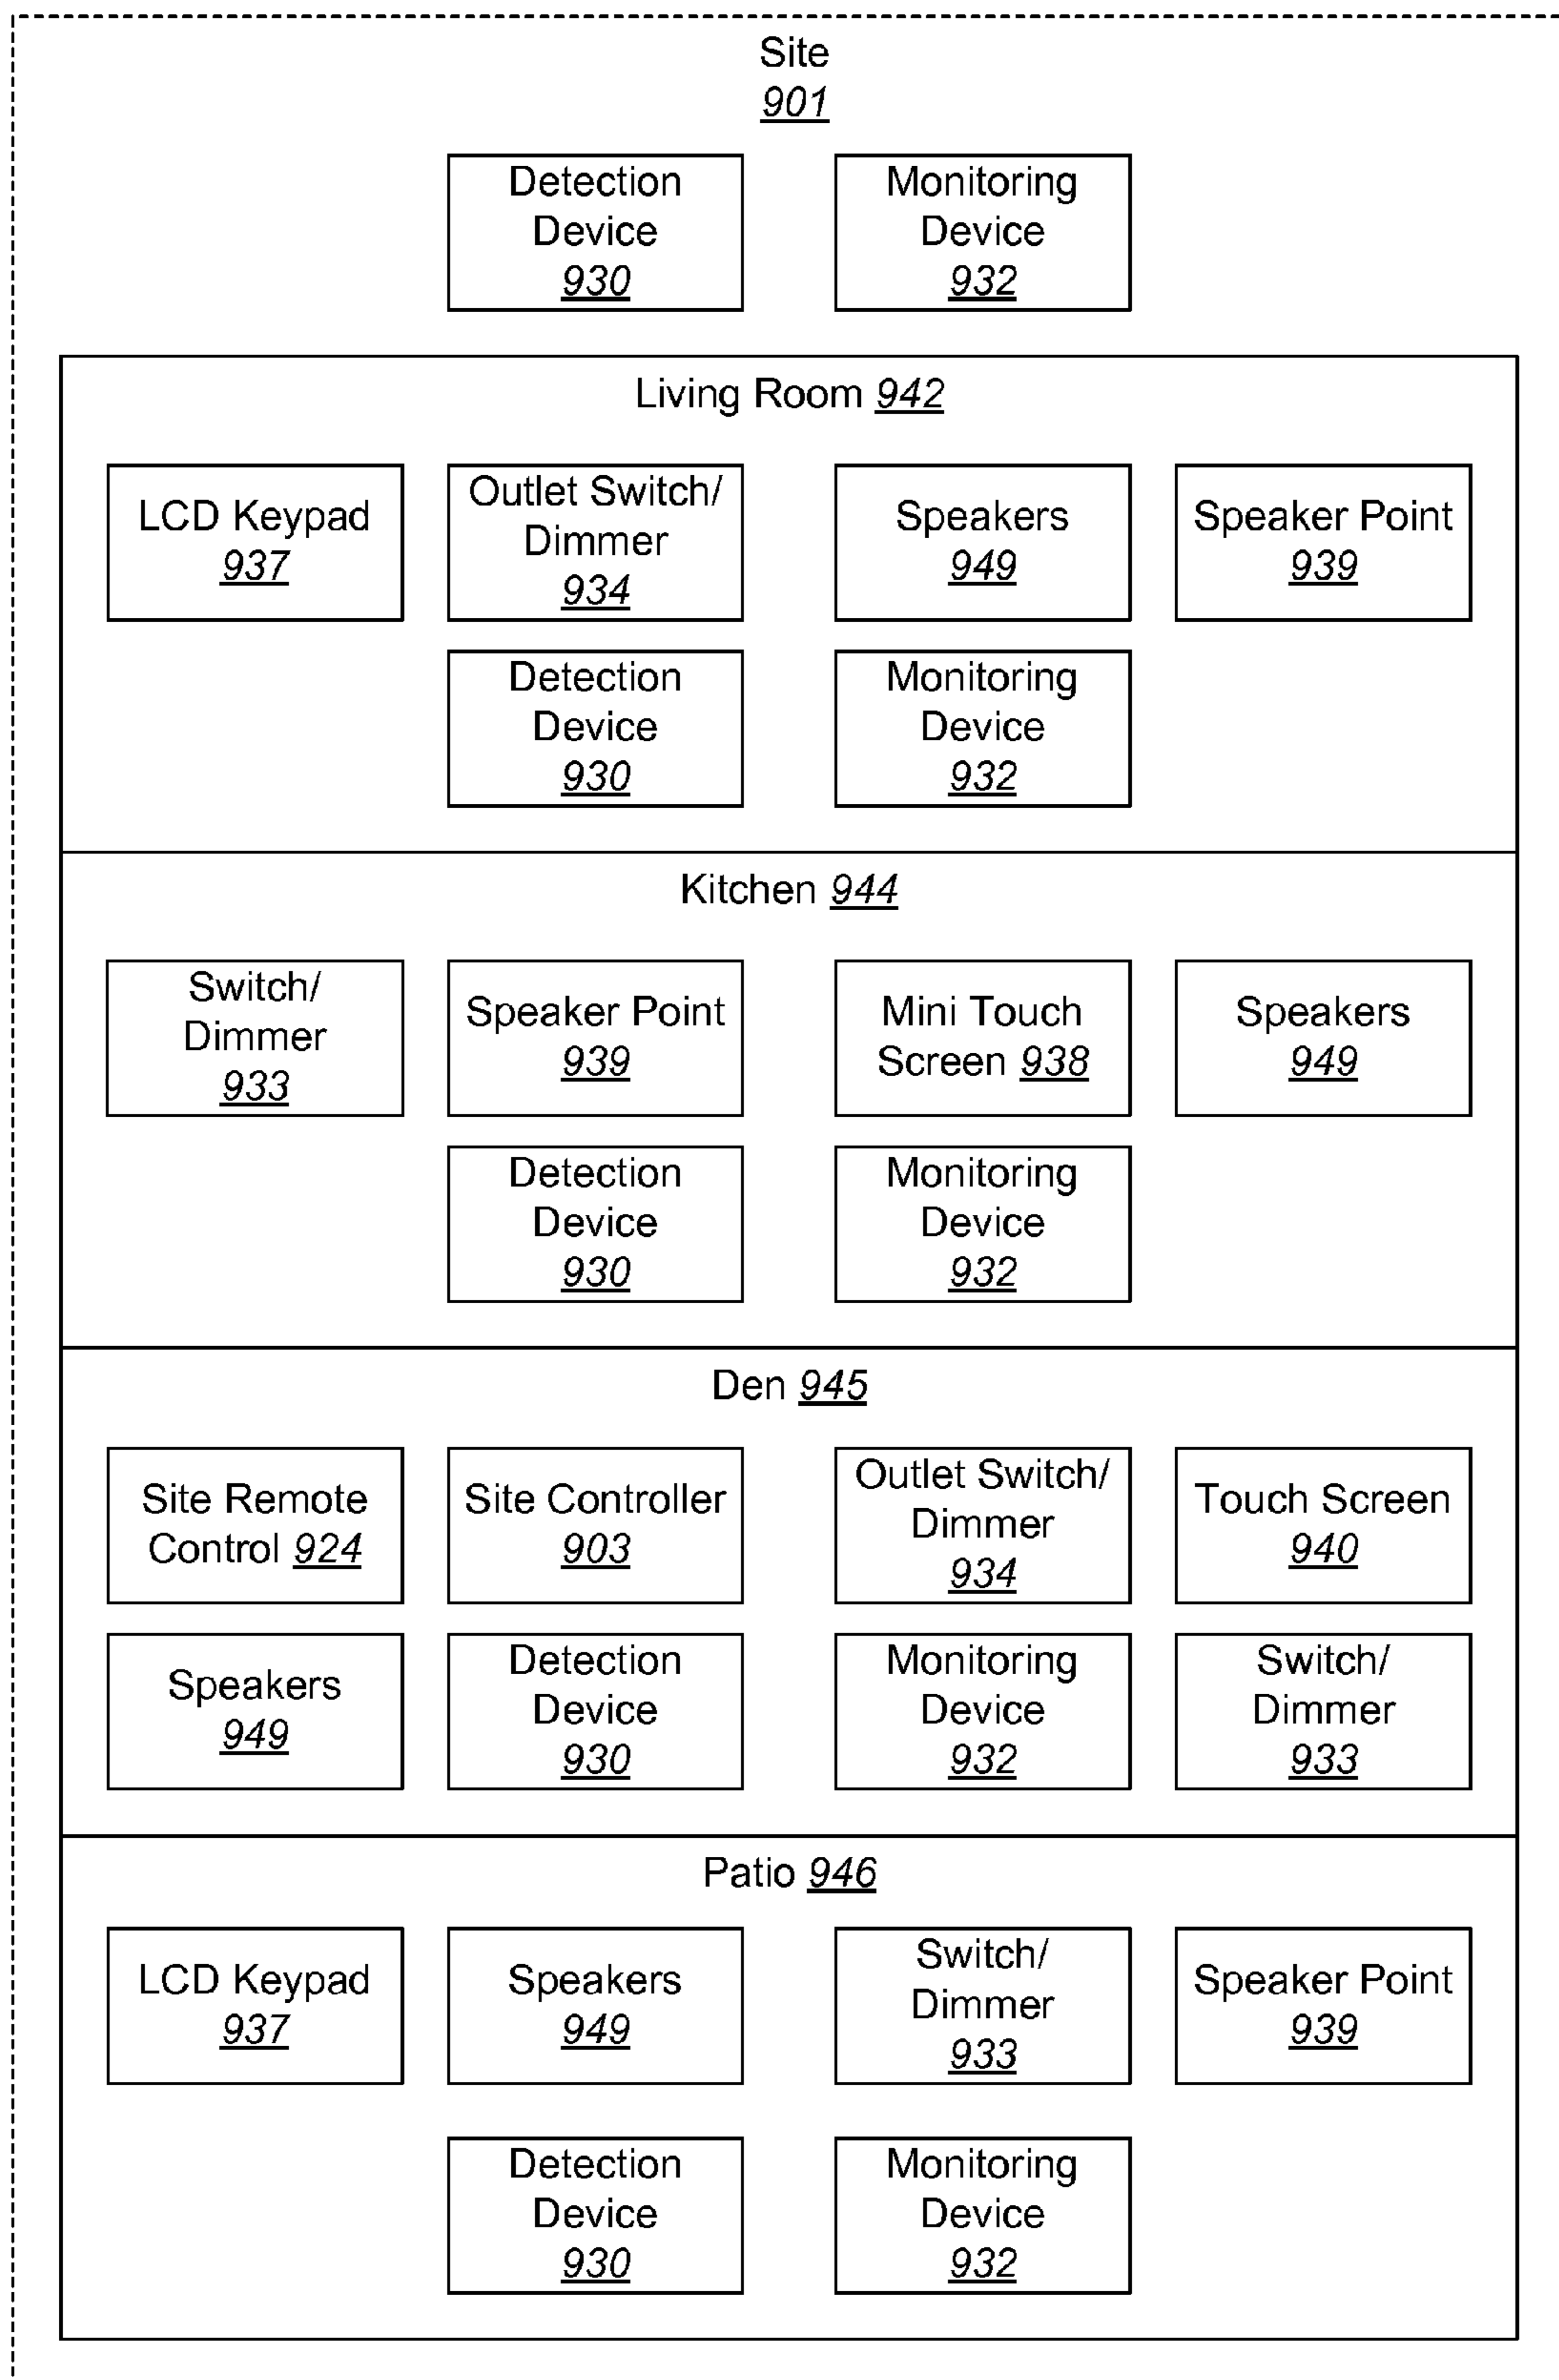 Site
901
Detection
Device
930
Monitoring
Device
932
Living Room 942
LCD Keypad
937
Outlet Switch/
Dimmer
934
Speakers
949
Speaker Point
939
Detection
Device
930
Monitoring
Device
932
Kitchen 944
Switch/
Dimmer
933
Speaker Point
939
Mini Touch
Screen 938
Speakers
949
Detection
Device
930
Monitoring
Device
932
Den 945
Site Remote
Control 924
Site Controller
903
Outlet Switch/
Dimmer
934
Touch Screen
940
Speakers
949
Detection
Device
930
Monitoring
Device
932
Switch/
Dimmer
933
Patio 946
LCD Keypad
937
Speakers
949
Switch/
Dimmer
933
Speaker Point
939
Detection
Device
930
Monitoring
Device
932